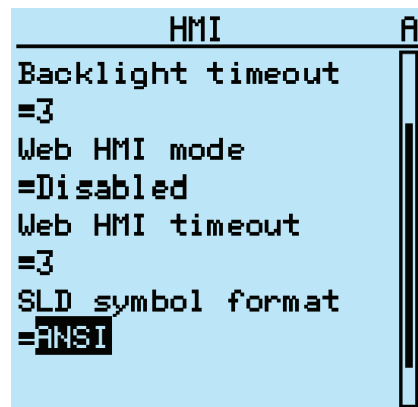 HMI A
Backlight timeout
=3
Web HMI mode
=Disabled
Web HMI timeout
=3
SLD symbol format
=ANSI